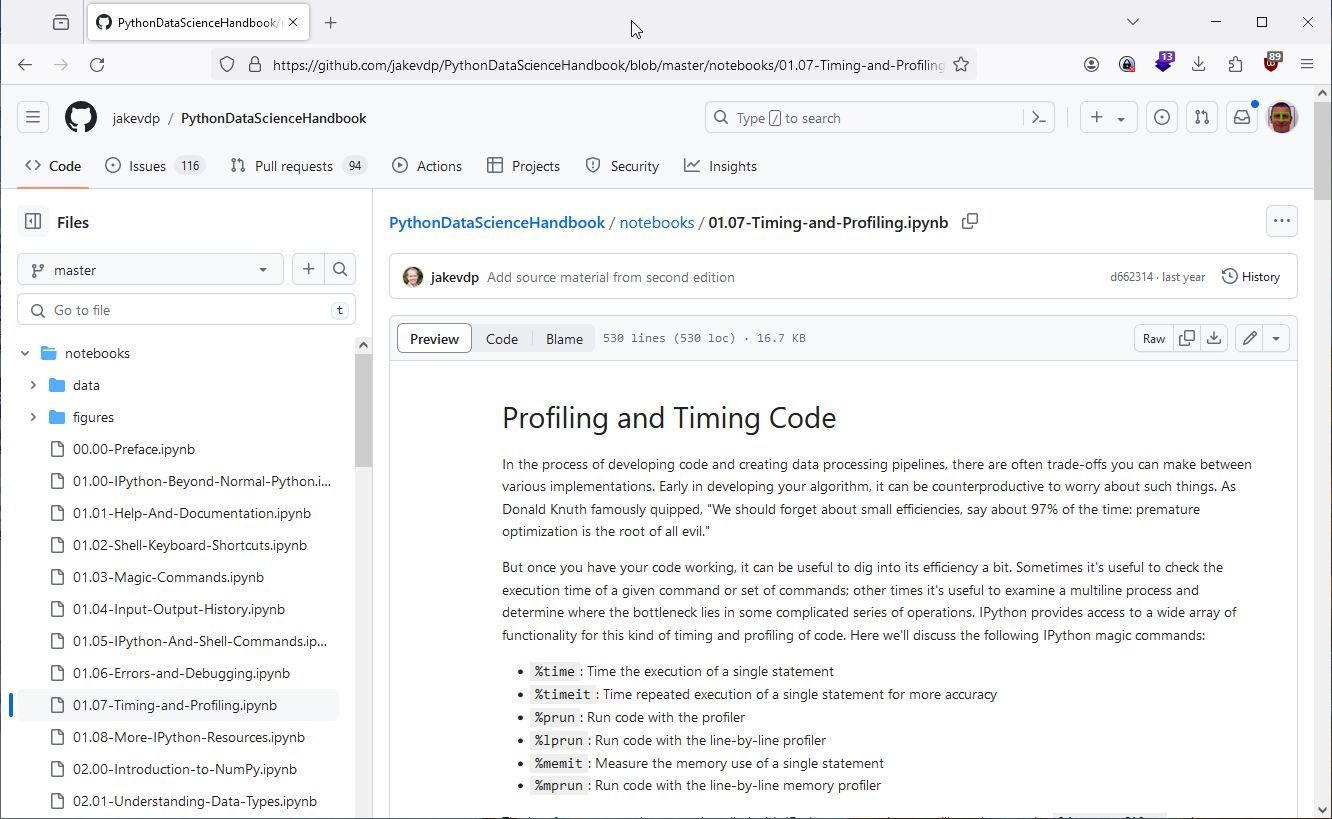 PythonDataScienceHandbook/
https://github.com/jakevdp/PythonDataScienceHandbook/blob/master/notebooks/01.07-Timing-and-Profiling
13
89
jakevdp / PythonDataScienceHandbook
Type / to search
Code
Issues 116
Pull requests 94
Actions
Projects
Security
Insights
Files
master
Go to file
t
notebooks
data
figures
00.00-Preface.ipynb
01.00-IPython-Beyond-Normal-Python.i...
01.01-Help-And-Documentation.ipynb
01.02-Shell-Keyboard-Shortcuts.ipynb
01.03-Magic-Commands.ipynb
01.04-Input-Output-History.ipynb
01.05-IPython-And-Shell-Commands.ip...
01.06-Errors-and-Debugging.ipynb
01.07-Timing-and-Profiling.ipynb
01.08-More-IPython-Resources.ipynb
02.00-Introduction-to-NumPy.ipynb
02.01-Understanding-Data-Types.ipynb
PythonDataScienceHandbook / notebooks / 01.07-Timing-and-Profiling.ipynb
jakevdp Add source material from second edition
d662314 · last year
History
Preview Code Blame 530 lines (530 loc) · 16.7 KB
Raw
Profiling and Timing Code
In the process of developing code and creating data processing pipelines, there are often trade-offs you can make between
various implementations. Early in developing your algorithm, it can be counterproductive to worry about such things. As
Donald Knuth famously quipped, "We should forget about small efficiencies, say about 97% of the time: premature
optimization is the root of all evil."
But once you have your code working, it can be useful to dig into its efficiency a bit. Sometimes it's useful to check the
execution time of a given command or set of commands; other times it's useful to examine a multiline process and
determine where the bottleneck lies in some complicated series of operations. IPython provides access to a wide array of
functionality for this kind of timing and profiling of code. Here we'll discuss the following IPython magic commands:
• %time : Time the execution of a single statement
• %timeit : Time repeated execution of a single statement for more accuracy
• %prun : Run code with the profiler
• %lprun : Run code with the line-by-line profiler
• %memit : Measure the memory use of a single statement
• %mprun : Run code with the line-by-line memory profiler